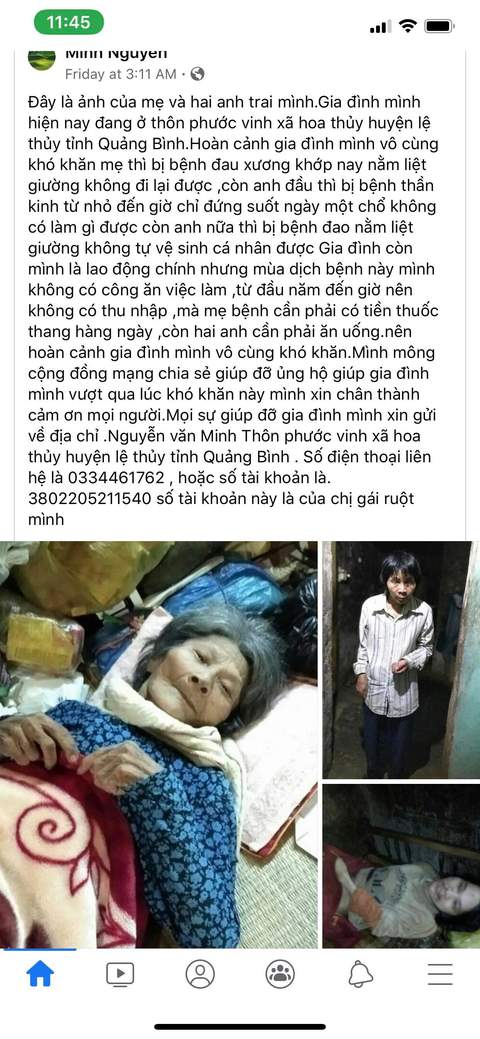 11:45
Minh Nguyen
Friday at 3:11 AM ·
Đây là ảnh của mẹ và hai anh trai mình.Gia đình mình
hiện nay đang ở thôn phước vinh xã hoa thủy huyện lệ
thủy tỉnh Quảng Bình.Hoàn cảnh gia đình mình vô cùng
khó khăn mẹ thì bị bệnh đau xương khớp nay nằm liệt
giường không đi lại được ,còn anh đầu thì bị bệnh thần
kinh từ nhỏ đến giờ chỉ đứng suốt ngày một chổ không
có làm gì được còn anh nữa thì bị bệnh đao nằm liệt
giường không tự vệ sinh cá nhân được Gia đình còn
mình là lao động chính nhưng mùa dịch bệnh này mình
không có công ăn việc làm ,từ đầu năm đến giờ nên
không có thu nhập ,mà mẹ bệnh cần phải có tiền thuốc
thang hàng ngày ,còn hai anh cần phải ăn uống.nên
hoàn cảnh gia đình mình vô cùng khó khăn.Mình mông
cộng đồng mạng chia sẻ giúp đỡ ủng hộ giúp gia đình
mình vượt qua lúc khó khăn này mình xin chân thành
cảm ơn mọi người.Mọi sự giúp đỡ gia đình mình xin gửi
về địa chỉ .Nguyễn văn Minh Thôn phước vinh xã hoa
thủy huyện lệ thủy tỉnh Quảng Bình . Số điện thoại liên
hệ là 0334461762 , hoặc số tài khoản là.
3802205211540 số tài khoản này là của chị gái ruột
mình